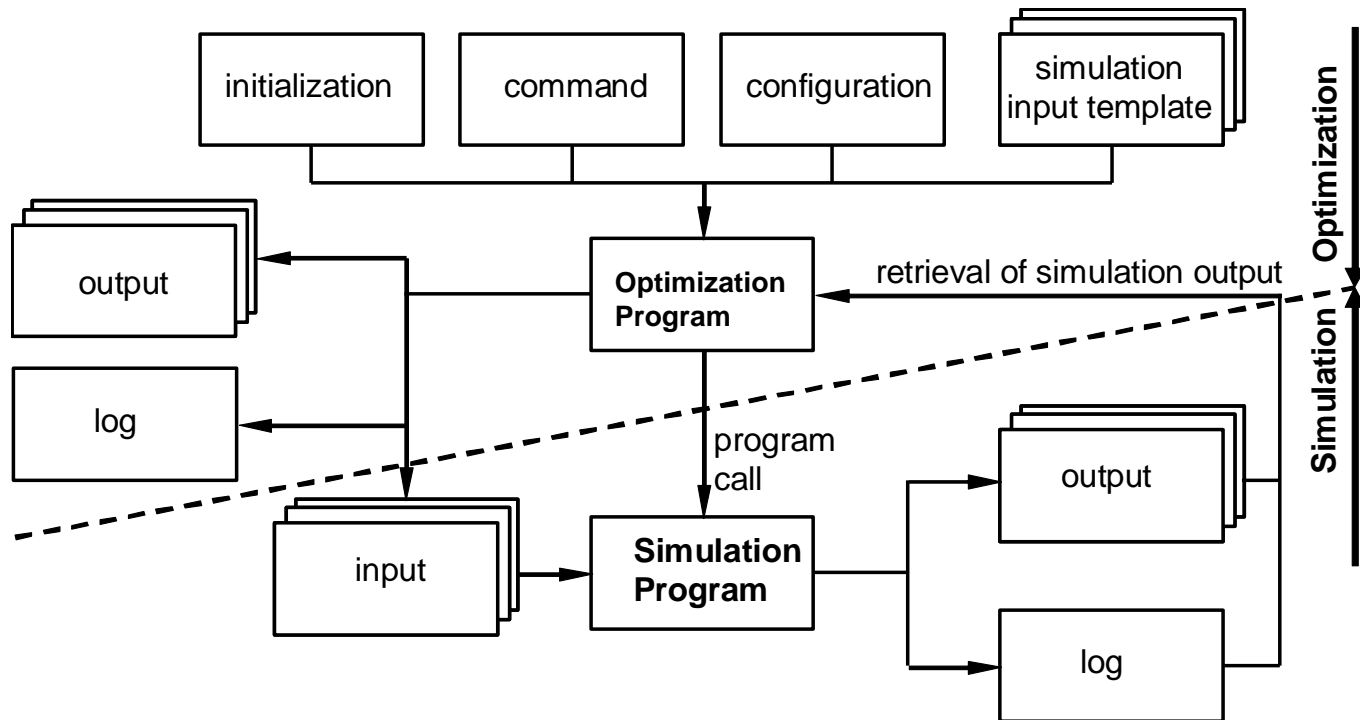 initialization
command
configuration
simulation
input template
Optimization
output
Optimization
Program
retrieval of simulation output
log
program
call
Simulation
output
input
Simulation
Program
log